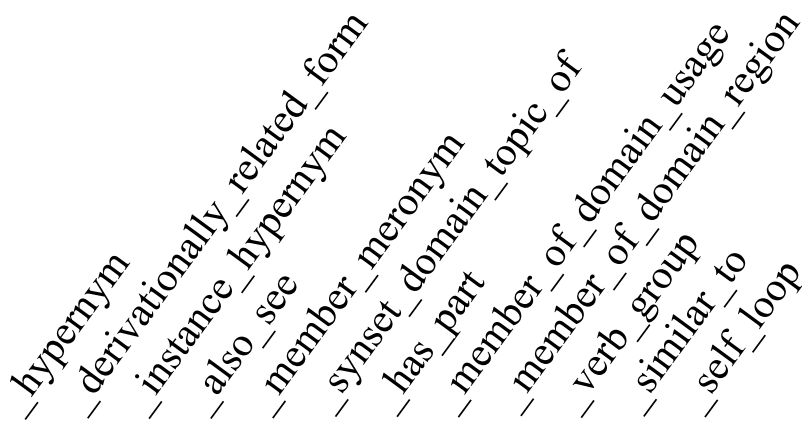 _hypernym
_derivationally_related_form
_instance_hypernym
_also_see
_member_meronym
_synset_domain_topic_of
_has_part
_member_of_domain_usage
_member_of_domain_region
_verb_group
_similar_to
_self_loop